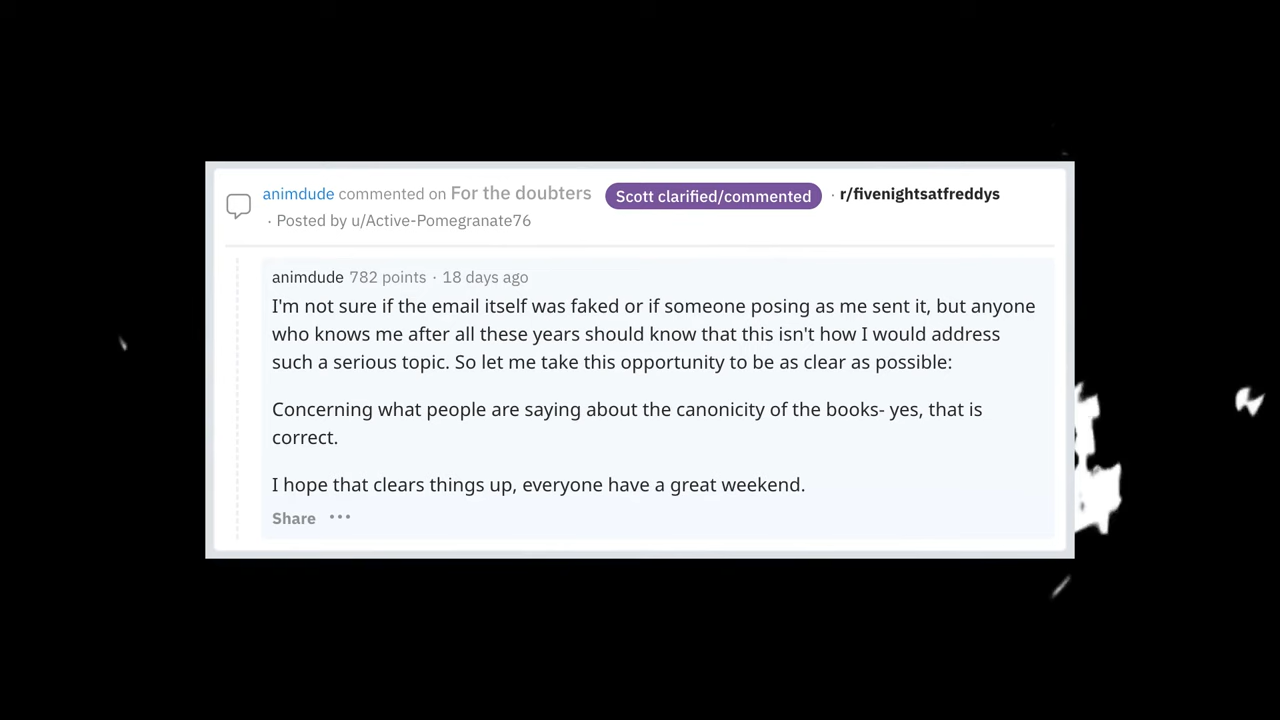 animdude commented on For the doubters Scott clarified/commented · r/fivenightsatfreddys
· Posted by u/Active-Pomegranate76
animdude 782 points · 18 days ago
I'm not sure if the email itself was faked or if someone posing as me sent it, but anyone
who knows me after all these years should know that this isn't how I would address
such a serious topic. So let me take this opportunity to be as clear as possible:
Concerning what people are saying about the canonicity of the books- yes, that is
correct.
I hope that clears things up, everyone have a great weekend.
Share ···